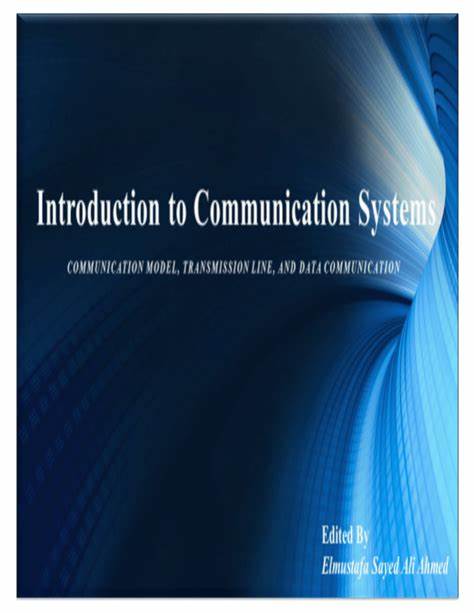 Introduction to Communication Systems
COMMUNICATION MODEL, TRANSMISSION LINE, AND DATA COMMUNICATION
Edited By
Elmustafa Sayed Ali Ahmed